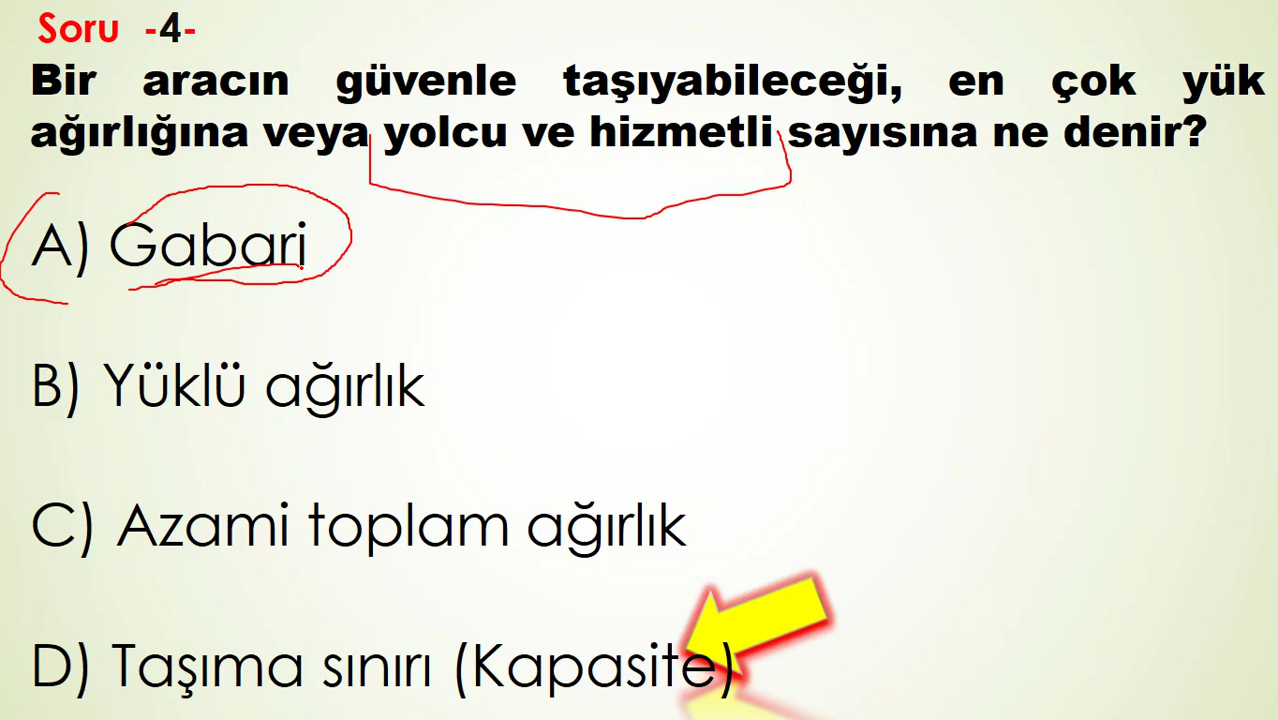 Soru -4-
Bir aracın güvenle taşıyabileceği, en çok yük
ağırlığına veya yolcu ve hizmetli sayısına ne denir?
A) Gabari
B) Yüklü ağırlık
C) Azami toplam ağırlık
D) Taşıma sınırı (Kapasite)